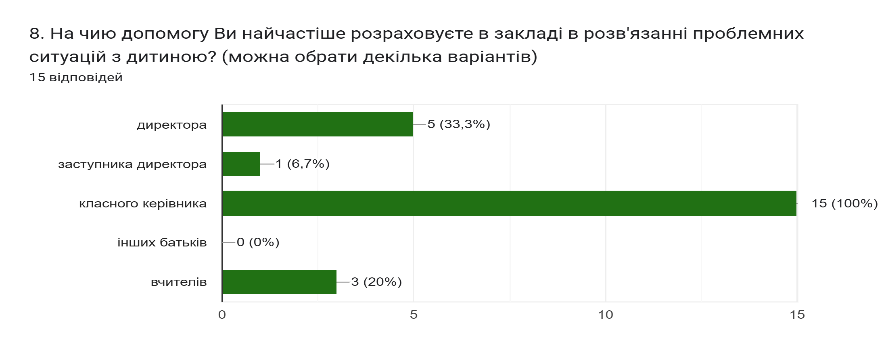 8. На чию допомогу Ви найчастіше розраховуєте в закладі в розв'язанні проблемних
ситуацій з дитиною? (можна обрати декілька варіантів)
15 відповідей
директора
5 (33,3%)
заступника директора
1 (6,7%)
класного керівника
15 (100%)
інших батьків
0 (0%)
вчителів
3 (20%)
0
5
10
15